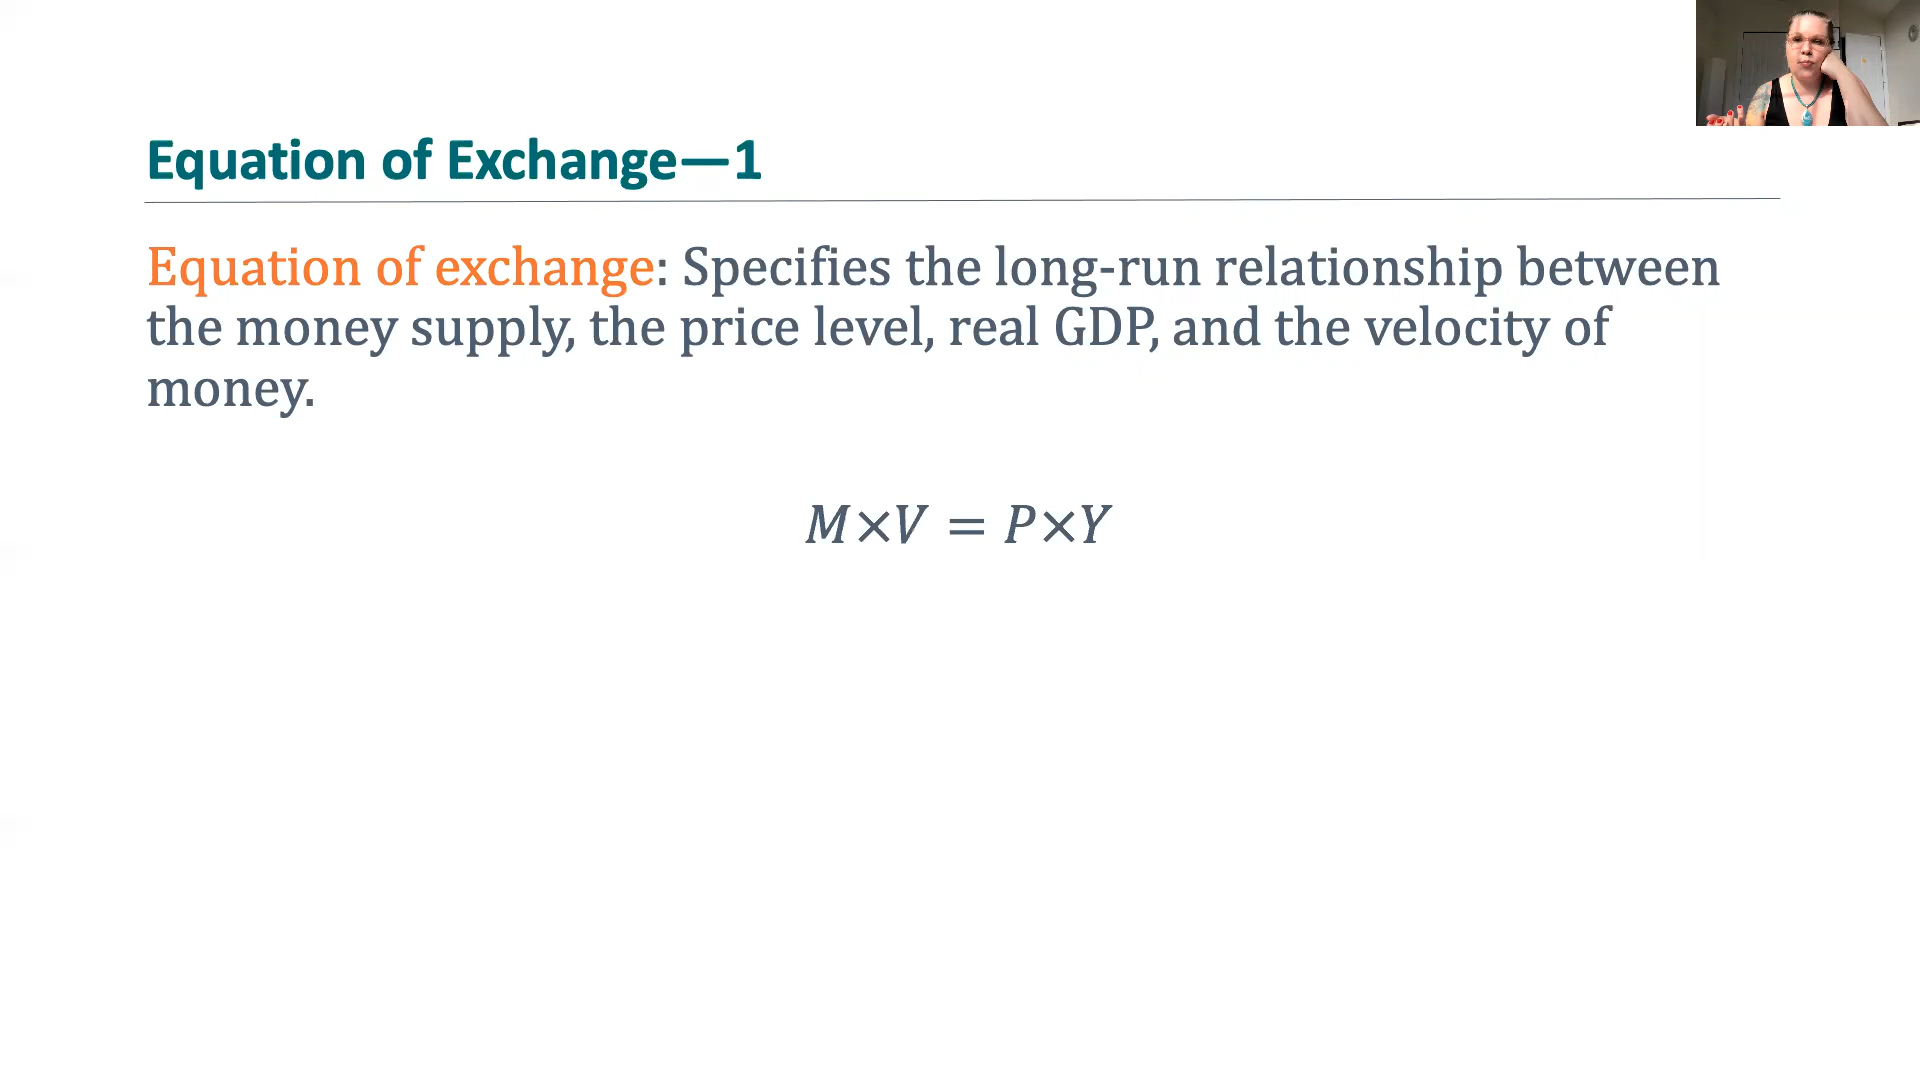 Equation of Exchange—1
Equation of exchange: Specifies the long-run relationship between
the money supply, the price level, real GDP, and the velocity of
money.
M×V = P×Y